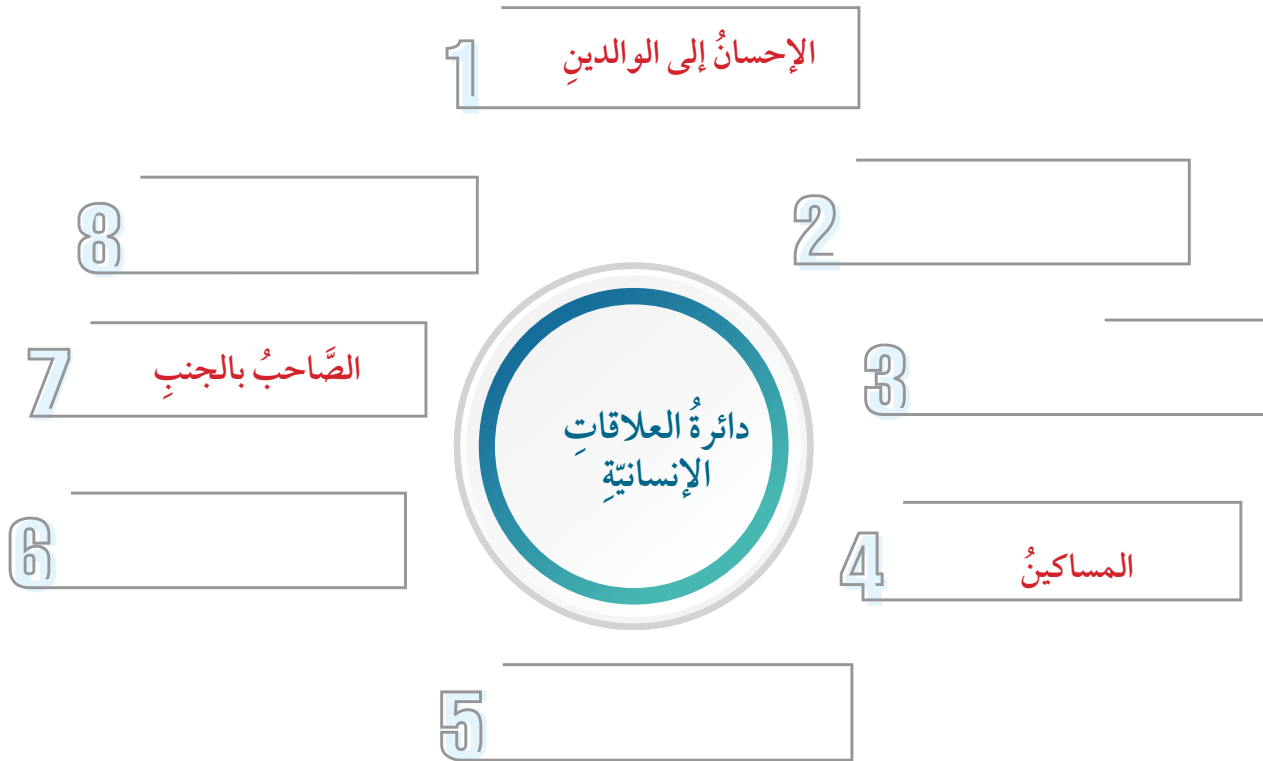 1
الإحسانُ إلى الوالدينِ
2
3
4
المساكينُ
5
6
7
الصَّاحبُ بالجنبِ
8
دائرةُ العلاقاتِ
الإنسانيّةِ